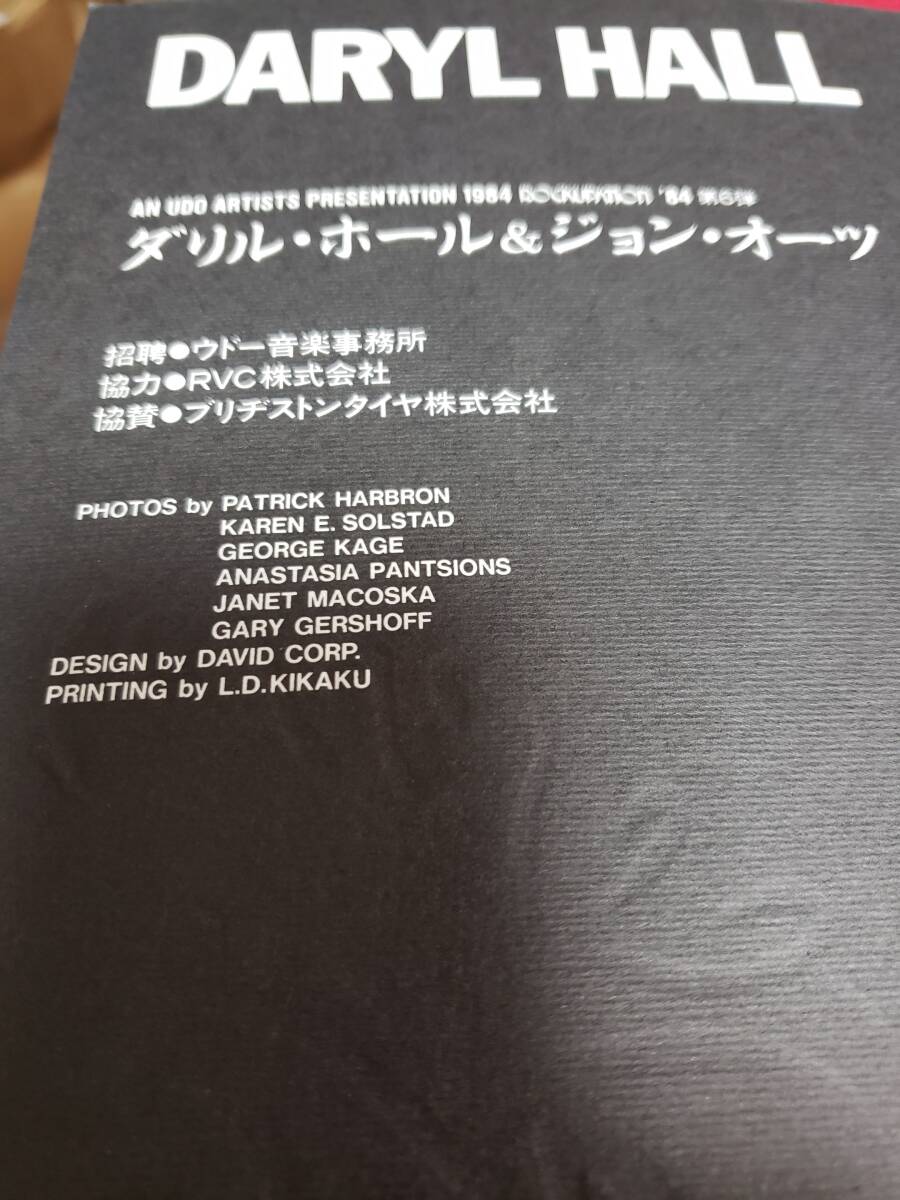 DARYL HALL
AN UDO ARTISTS PRESENTATION 1984 ROCKUPATION '84 第6弾
ダリル・ホール&ジョン・オーツ
招聘●ウドー音楽事務所
協力●RVC株式会社
協賛●ブリヂストンタイヤ株式会社
PHOTOS by PATRICK HARBRON
KAREN E. SOLSTAD
GEORGE KAGE
ANASTASIA PANTSIONS
JANET MACOSKA
GARY GERSHOFF
DESIGN by DAVID CORP.
PRINTING by L.D.KIKAKU